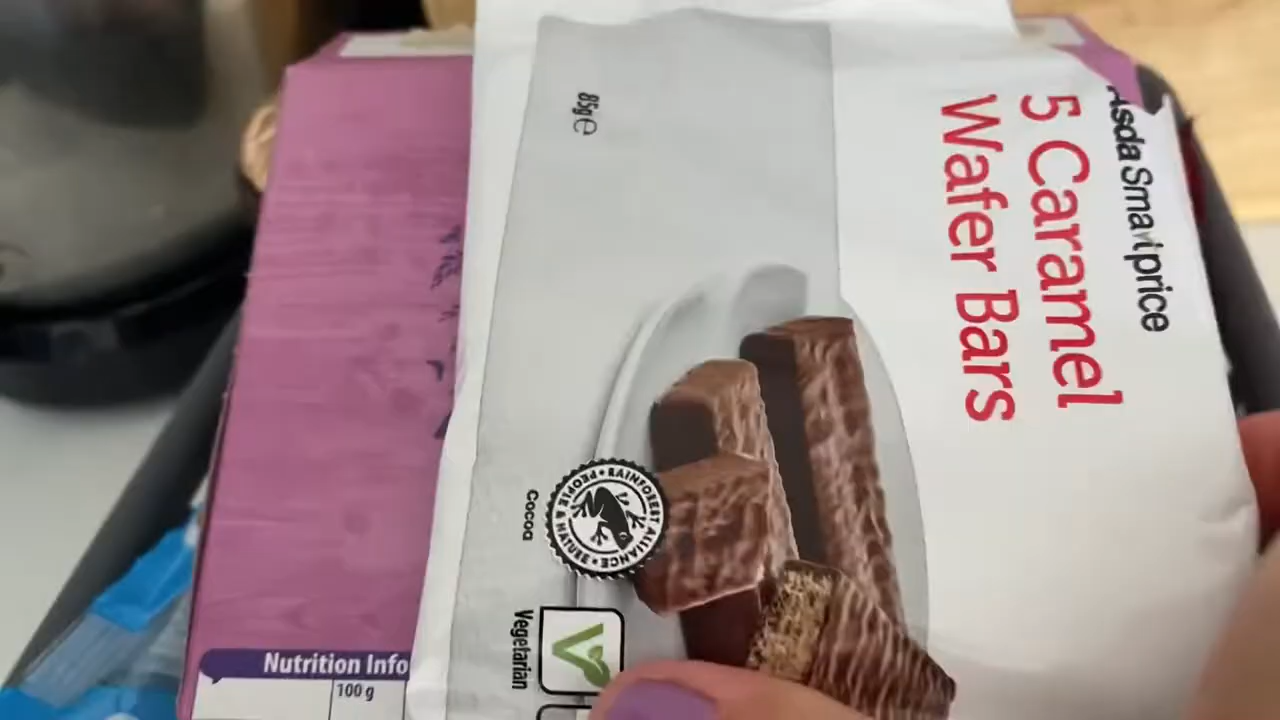 Asda Smartprice
5 Caramel
Wafer Bars
85g e
RAINFOREST ALLIANCE
PEOPLE & NATURE
Cocoa
Vegetarian
Nutrition Info
100 g